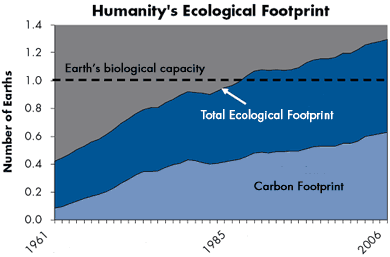 Humanity's Ecological Footprint
Number of Earths
1.4
1.2
1.0
0.8
0.6
0.4
0.2
0.0
Earth's biological capacity
Total Ecological Footprint
Carbon Footprint
1961
1985
2006